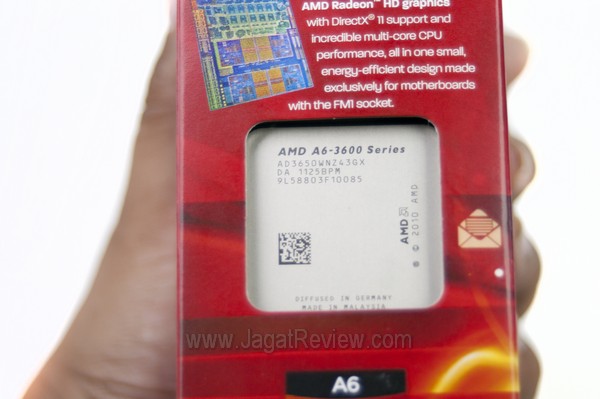 AMD Radeon™ HD graphics
with DirectX® 11 support and
incredible multi-core CPU
performance, all in one small,
energy-efficient design made
exclusively for motherboards
with the FM1 socket.
AMD A6-3600 Series
AD3650WNZ43GX
DA 1125BPM
9L58803F10085
AMD
© 2010 AMD
DIFFUSED IN GERMANY
MADE IN MALAYSIA
www.JagatReview.com
A6